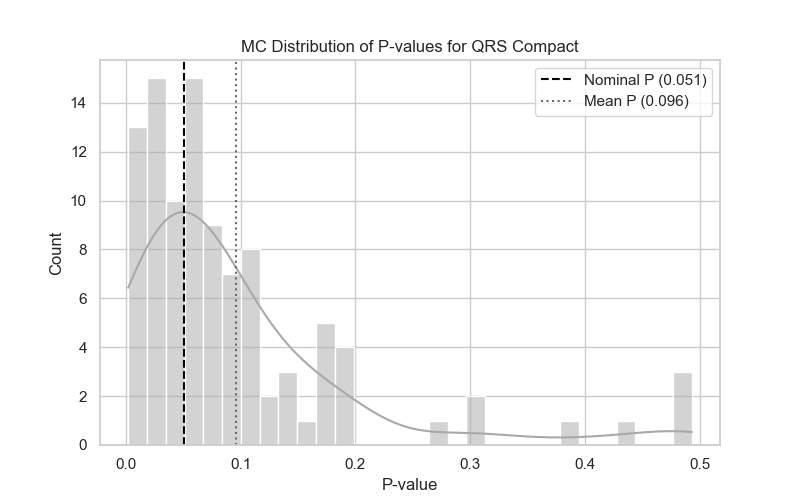 MC Distribution of P-values for QRS Compact
Nominal P (0.051)
Mean P (0.096)
Count
14
12
10
8
6
4
2
0
0.0 0.1 0.2 0.3 0.4 0.5
P-value